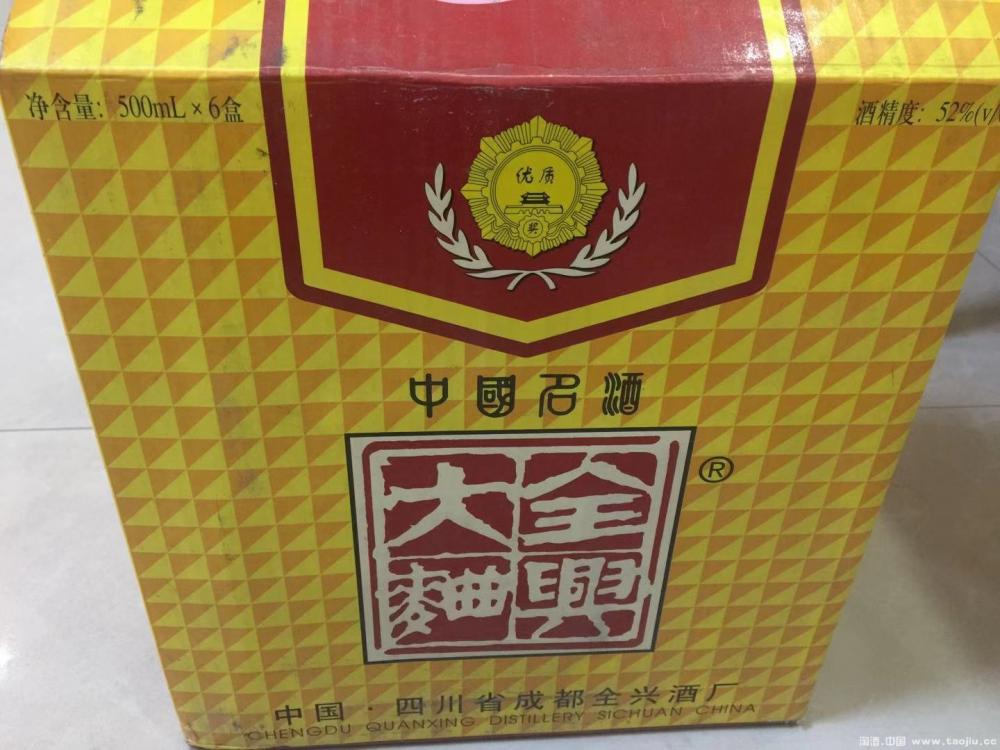 净含量：500mL×6盒
酒精度：52%(v/
优质
奖
中國名酒
全興
大麯
®
中国·四川省成都全兴酒厂
CHENGDU QUANXING DISTILLERY SICHUAN CHINA
淘酒.中国 www.taojiu.cc